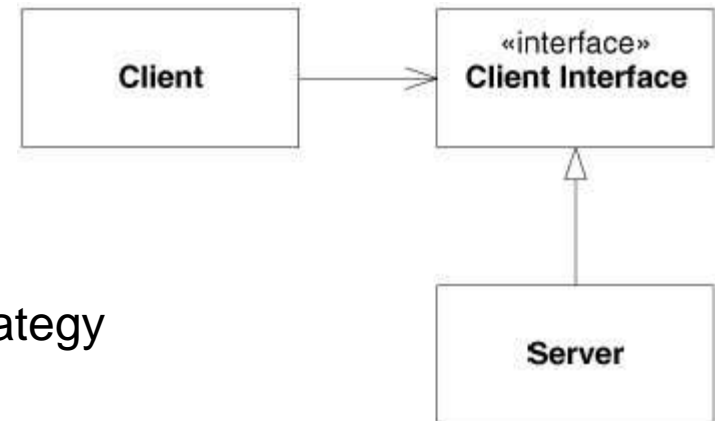 Client
«interface»
Client Interface
ategy
Server